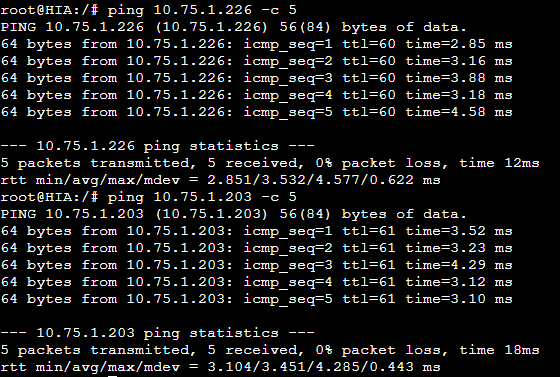 root@HIA:/# ping 10.75.1.226 -c 5
PING 10.75.1.226 (10.75.1.226) 56(84) bytes of data.
64 bytes from 10.75.1.226: icmp_seq=1 ttl=60 time=2.85 ms
64 bytes from 10.75.1.226: icmp_seq=2 ttl=60 time=3.16 ms
64 bytes from 10.75.1.226: icmp_seq=3 ttl=60 time=3.88 ms
64 bytes from 10.75.1.226: icmp_seq=4 ttl=60 time=3.18 ms
64 bytes from 10.75.1.226: icmp_seq=5 ttl=60 time=4.58 ms

--- 10.75.1.226 ping statistics ---
5 packets transmitted, 5 received, 0% packet loss, time 12ms
rtt min/avg/max/mdev = 2.851/3.532/4.577/0.622 ms
root@HIA:/# ping 10.75.1.203 -c 5
PING 10.75.1.203 (10.75.1.203) 56(84) bytes of data.
64 bytes from 10.75.1.203: icmp_seq=1 ttl=61 time=3.52 ms
64 bytes from 10.75.1.203: icmp_seq=2 ttl=61 time=3.23 ms
64 bytes from 10.75.1.203: icmp_seq=3 ttl=61 time=4.29 ms
64 bytes from 10.75.1.203: icmp_seq=4 ttl=61 time=3.12 ms
64 bytes from 10.75.1.203: icmp_seq=5 ttl=61 time=3.10 ms

--- 10.75.1.203 ping statistics ---
5 packets transmitted, 5 received, 0% packet loss, time 18ms
rtt min/avg/max/mdev = 3.104/3.451/4.285/0.443 ms